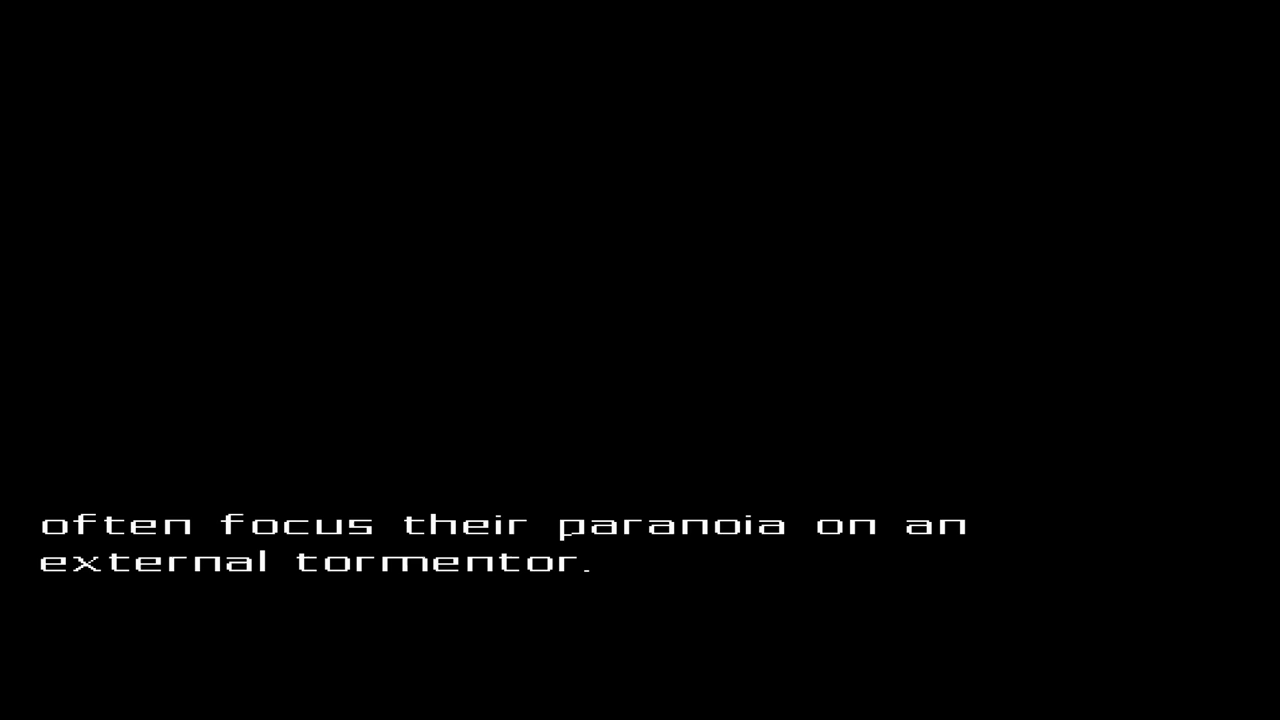 often focus their paranoia on an
external tormentor.